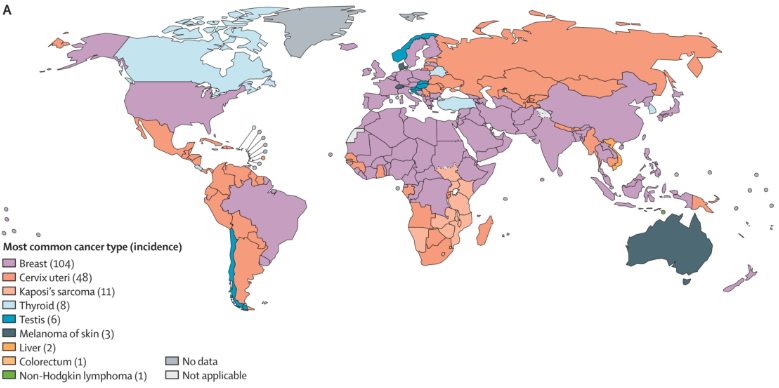 A
Most common cancer type (incidence)
Breast (104)
Cervix uteri (48)
Kaposi's sarcoma (11)
Thyroid (8)
Testis (6)
Melanoma of skin (3)
Liver (2)
Colorectum (1)
Non-Hodgkin lymphoma (1)
No data
Not applicable